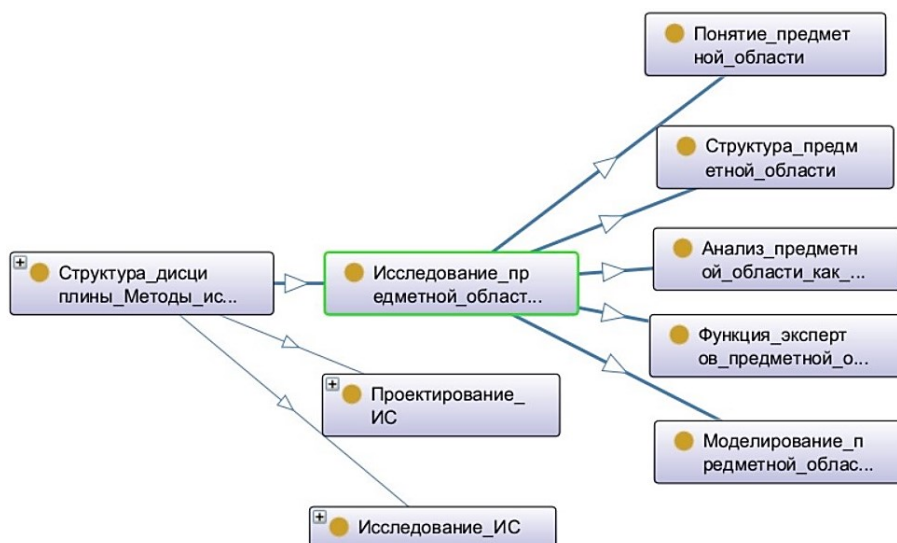 Понятие_предмет
ной_области
Структура_предм
етной_области
Анализ_предметн
ой_области_как_...
Структура_дисци
плины_Методы_ис...
Исследование_пр
едметной_област...
Функция_эксперт
ов_предметной_о...
Проектирование_
ИС
Моделирование_п
редметной_облас...
Исследование_ИС